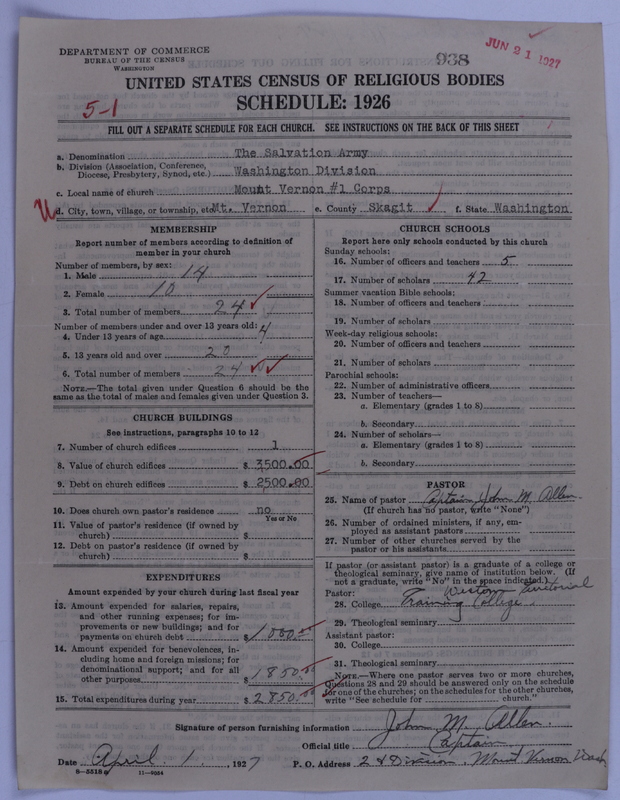 DEPARTMENT OF COMMERCE
BUREAU OF THE CENSUS
WASHINGTON
938
JUN 21 1927
UNITED STATES CENSUS OF RELIGIOUS BODIES
5-1
SCHEDULE: 1926
FILL OUT A SEPARATE SCHEDULE FOR EACH CHURCH. SEE INSTRUCTIONS ON THE BACK OF THIS SHEET
a. Denomination The Salvation Army
b. Division (Association, Conference, Diocese, Presbytery, Synod, etc.) Washington Division
c. Local name of church Mount Vernon #1 Corps
d. City, town, village, or township, etc. Mt. Vernon e. County Skagit f. State Washington
MEMBERSHIP
Report number of members according to definition of
member in your church
Number of members, by sex:
1. Male 14
2. Female 10
3. Total number of members 24
Number of members under and over 13 years old:
4. Under 13 years of age 4
5. 13 years old and over 20
6. Total number of members 24
NOTE.—The total given under Question 6 should be the
same as the total of males and females given under Question 3.
CHURCH BUILDINGS
See instructions, paragraphs 10 to 12
7. Number of church edifices 1
8. Value of church edifices $ 3500.00
9. Debt on church edifices $ 2500.00
10. Does church own pastor's residence no
Yes or No
11. Value of pastor's residence (if owned by
church) $
12. Debt on pastor's residence (if owned by
church) $
EXPENDITURES
Amount expended by your church during last fiscal year
13. Amount expended for salaries, repairs,
and other running expenses; for im-
provements or new buildings; and for
payments on church debt $ 1000.00
14. Amount expended for benevolences, in-
cluding home and foreign missions; for
denominational support; and for all
other purposes $ 1850.00
15. Total expenditures during year $ 2850.00
CHURCH SCHOOLS
Report here only schools conducted by this church
Sunday schools:
16. Number of officers and teachers 5
17. Number of scholars 42
Summer vacation Bible schools:
18. Number of officers and teachers
19. Number of scholars
Week-day religious schools:
20. Number of officers and teachers
21. Number of scholars
Parochial schools:
22. Number of administrative officers
23. Number of teachers—
a. Elementary (grades 1 to 8)
b. Secondary
24. Number of scholars—
a. Elementary (grades 1 to 8)
b. Secondary
PASTOR
25. Name of pastor Captain John M. Allen
(If church has no pastor, write "None")
26. Number of ordained ministers, if any, em-
ployed as assistant pastors
27. Number of other churches served by the
pastor or his assistants
If pastor (or assistant pastor) is a graduate of a college or
theological seminary, give name of institution below. (If
not a graduate, write "No" in the space indicated.)
Pastor: Western Territorial
28. College Training College.
29. Theological seminary
Assistant pastor:
30. College
31. Theological seminary
NOTE.—Where one pastor serves two or more churches,
Questions 28 and 29 should be answered only on the schedule
for one of the churches; on the schedules for the other churches,
write "See schedule for church."
Signature of person furnishing information John M. Allen.
Official title Captain
Date April 1, 1927 P. O. Address 2 & Division, Mount Vernon Wash
8—5518 a 11—9054